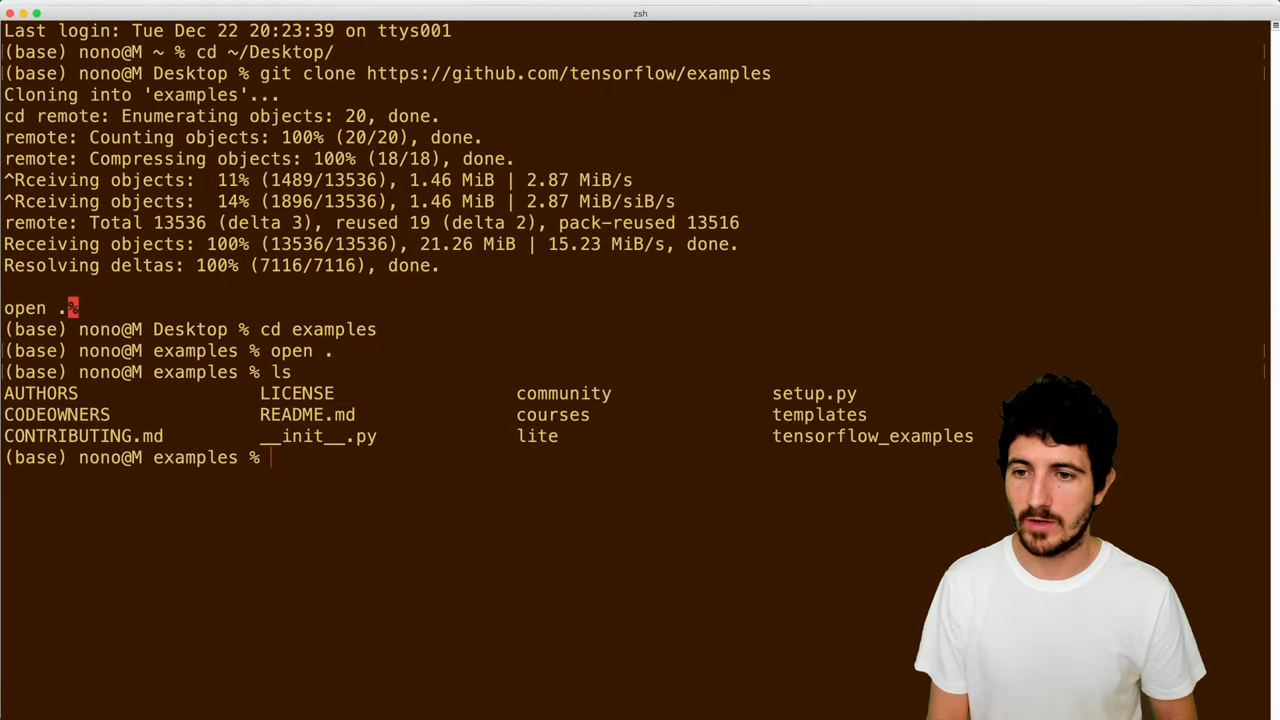 zsh
Last login: Tue Dec 22 20:23:39 on ttys001
(base) nono@M ~ % cd ~/Desktop/
(base) nono@M Desktop % git clone https://github.com/tensorflow/examples
Cloning into 'examples'...
cd remote: Enumerating objects: 20, done.
remote: Counting objects: 100% (20/20), done.
remote: Compressing objects: 100% (18/18), done.
^Rceiving objects:  11% (1489/13536), 1.46 MiB | 2.87 MiB/s
^Rceiving objects:  14% (1896/13536), 1.46 MiB | 2.87 MiB/siB/s
remote: Total 13536 (delta 3), reused 19 (delta 2), pack-reused 13516
Receiving objects: 100% (13536/13536), 21.26 MiB | 15.23 MiB/s, done.
Resolving deltas: 100% (7116/7116), done.
open .%
(base) nono@M Desktop % cd examples
(base) nono@M examples % open .
(base) nono@M examples % ls
AUTHORS LICENSE community setup.py
CODEOWNERS README.md courses templates
CONTRIBUTING.md __init__.py lite tensorflow_examples
(base) nono@M examples %